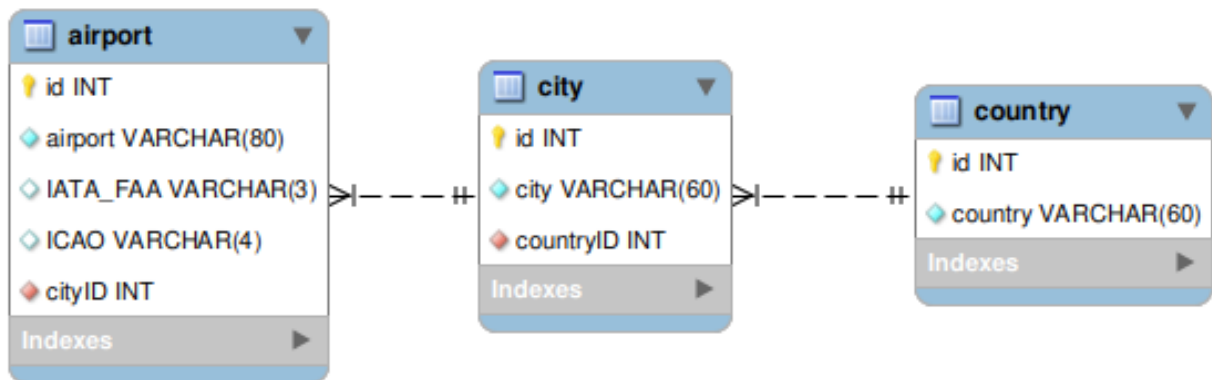 airport
id INT
airport VARCHAR(80)
IATA_FAA VARCHAR(3)
ICAO VARCHAR(4)
cityID INT
Indexes
city
id INT
city VARCHAR(60)
countryID INT
Indexes
country
id INT
country VARCHAR(60)
Indexes